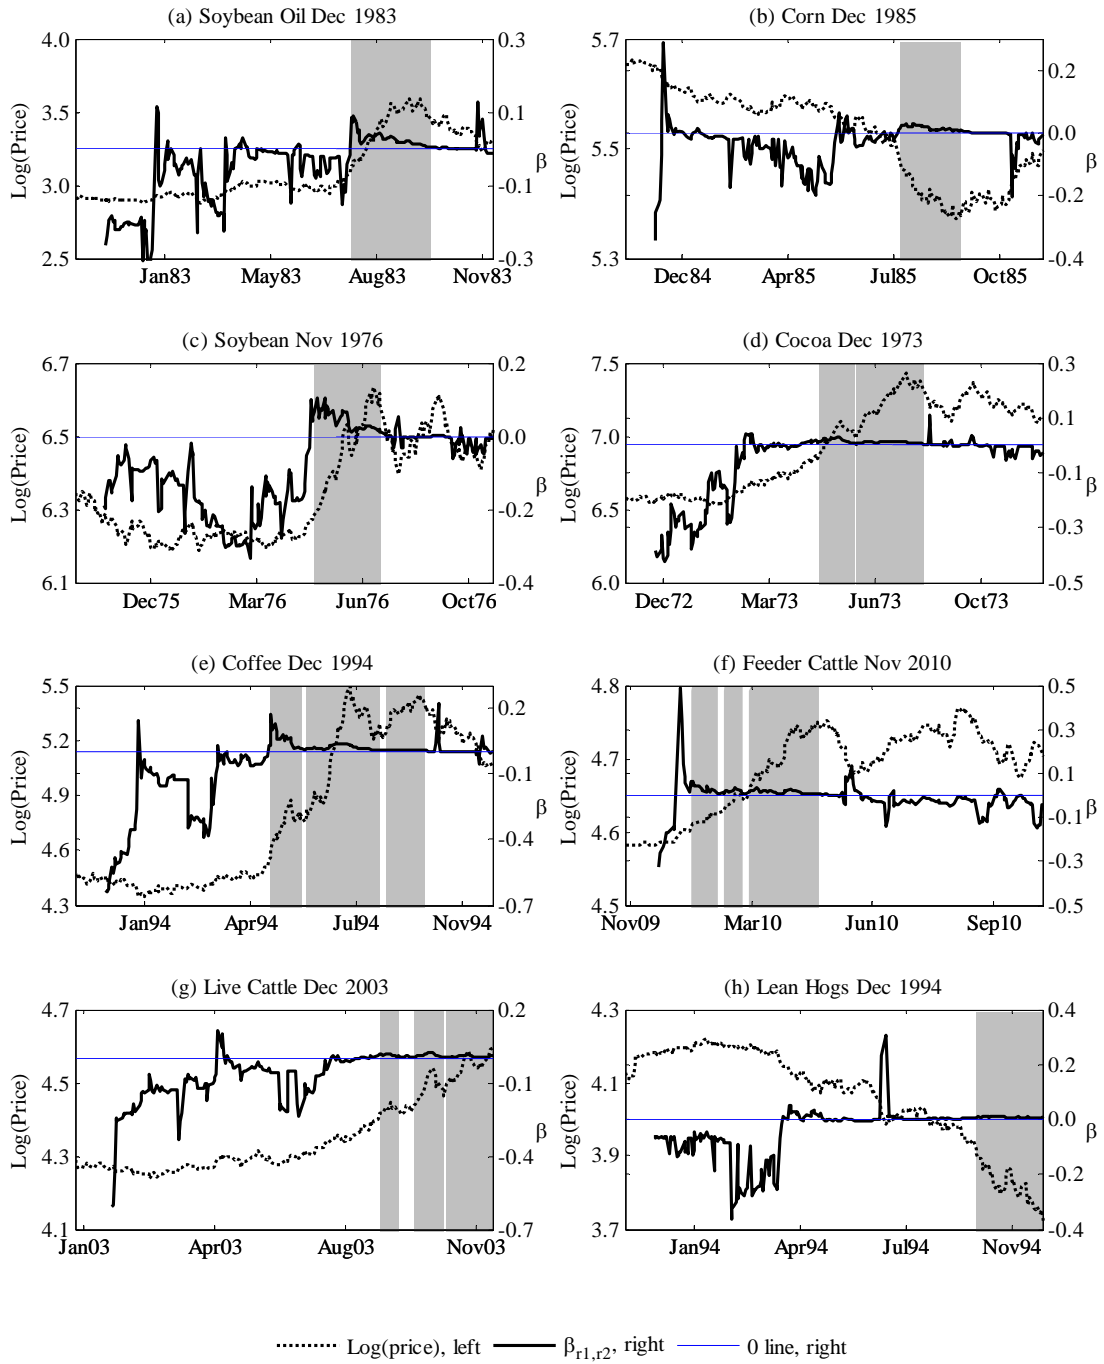 (a) Soybean Oil Dec 1983
4.0
3.5
3.0
2.5
Log(Price)
0.3
0.1
-0.1
-0.3
β
Jan83 May83 Aug83 Nov83
(b) Corn Dec 1985
5.7
5.5
5.3
Log(Price)
0.2
0.0
-0.2
-0.4
β
Dec84 Apr85 Jul85 Oct85
(c) Soybean Nov 1976
6.7
6.5
6.3
6.1
Log(Price)
0.2
0.0
-0.2
-0.4
β
Dec75 Mar76 Jun76 Oct76
(d) Cocoa Dec 1973
7.5
7.0
6.5
6.0
Log(Price)
0.3
0.1
-0.1
-0.3
-0.5
β
Dec72 Mar73 Jun73 Oct73
(e) Coffee Dec 1994
5.5
5.2
4.9
4.6
4.3
Log(Price)
0.2
-0.1
-0.4
-0.7
β
Jan94 Apr94 Jul94 Nov94
(f) Feeder Cattle Nov 2010
4.8
4.7
4.6
4.5
Log(Price)
0.5
0.3
0.1
-0.1
-0.3
-0.5
β
Nov09 Mar10 Jun10 Sep10
(g) Live Cattle Dec 2003
4.7
4.5
4.3
4.1
Log(Price)
0.2
-0.1
-0.4
-0.7
β
Jan03 Apr03 Aug03 Nov03
(h) Lean Hogs Dec 1994
4.3
4.1
3.9
3.7
Log(Price)
0.4
0.2
0.0
-0.2
-0.4
β
Jan94 Apr94 Jul94 Nov94
Log(price), left β r1,r2, right 0 line, right